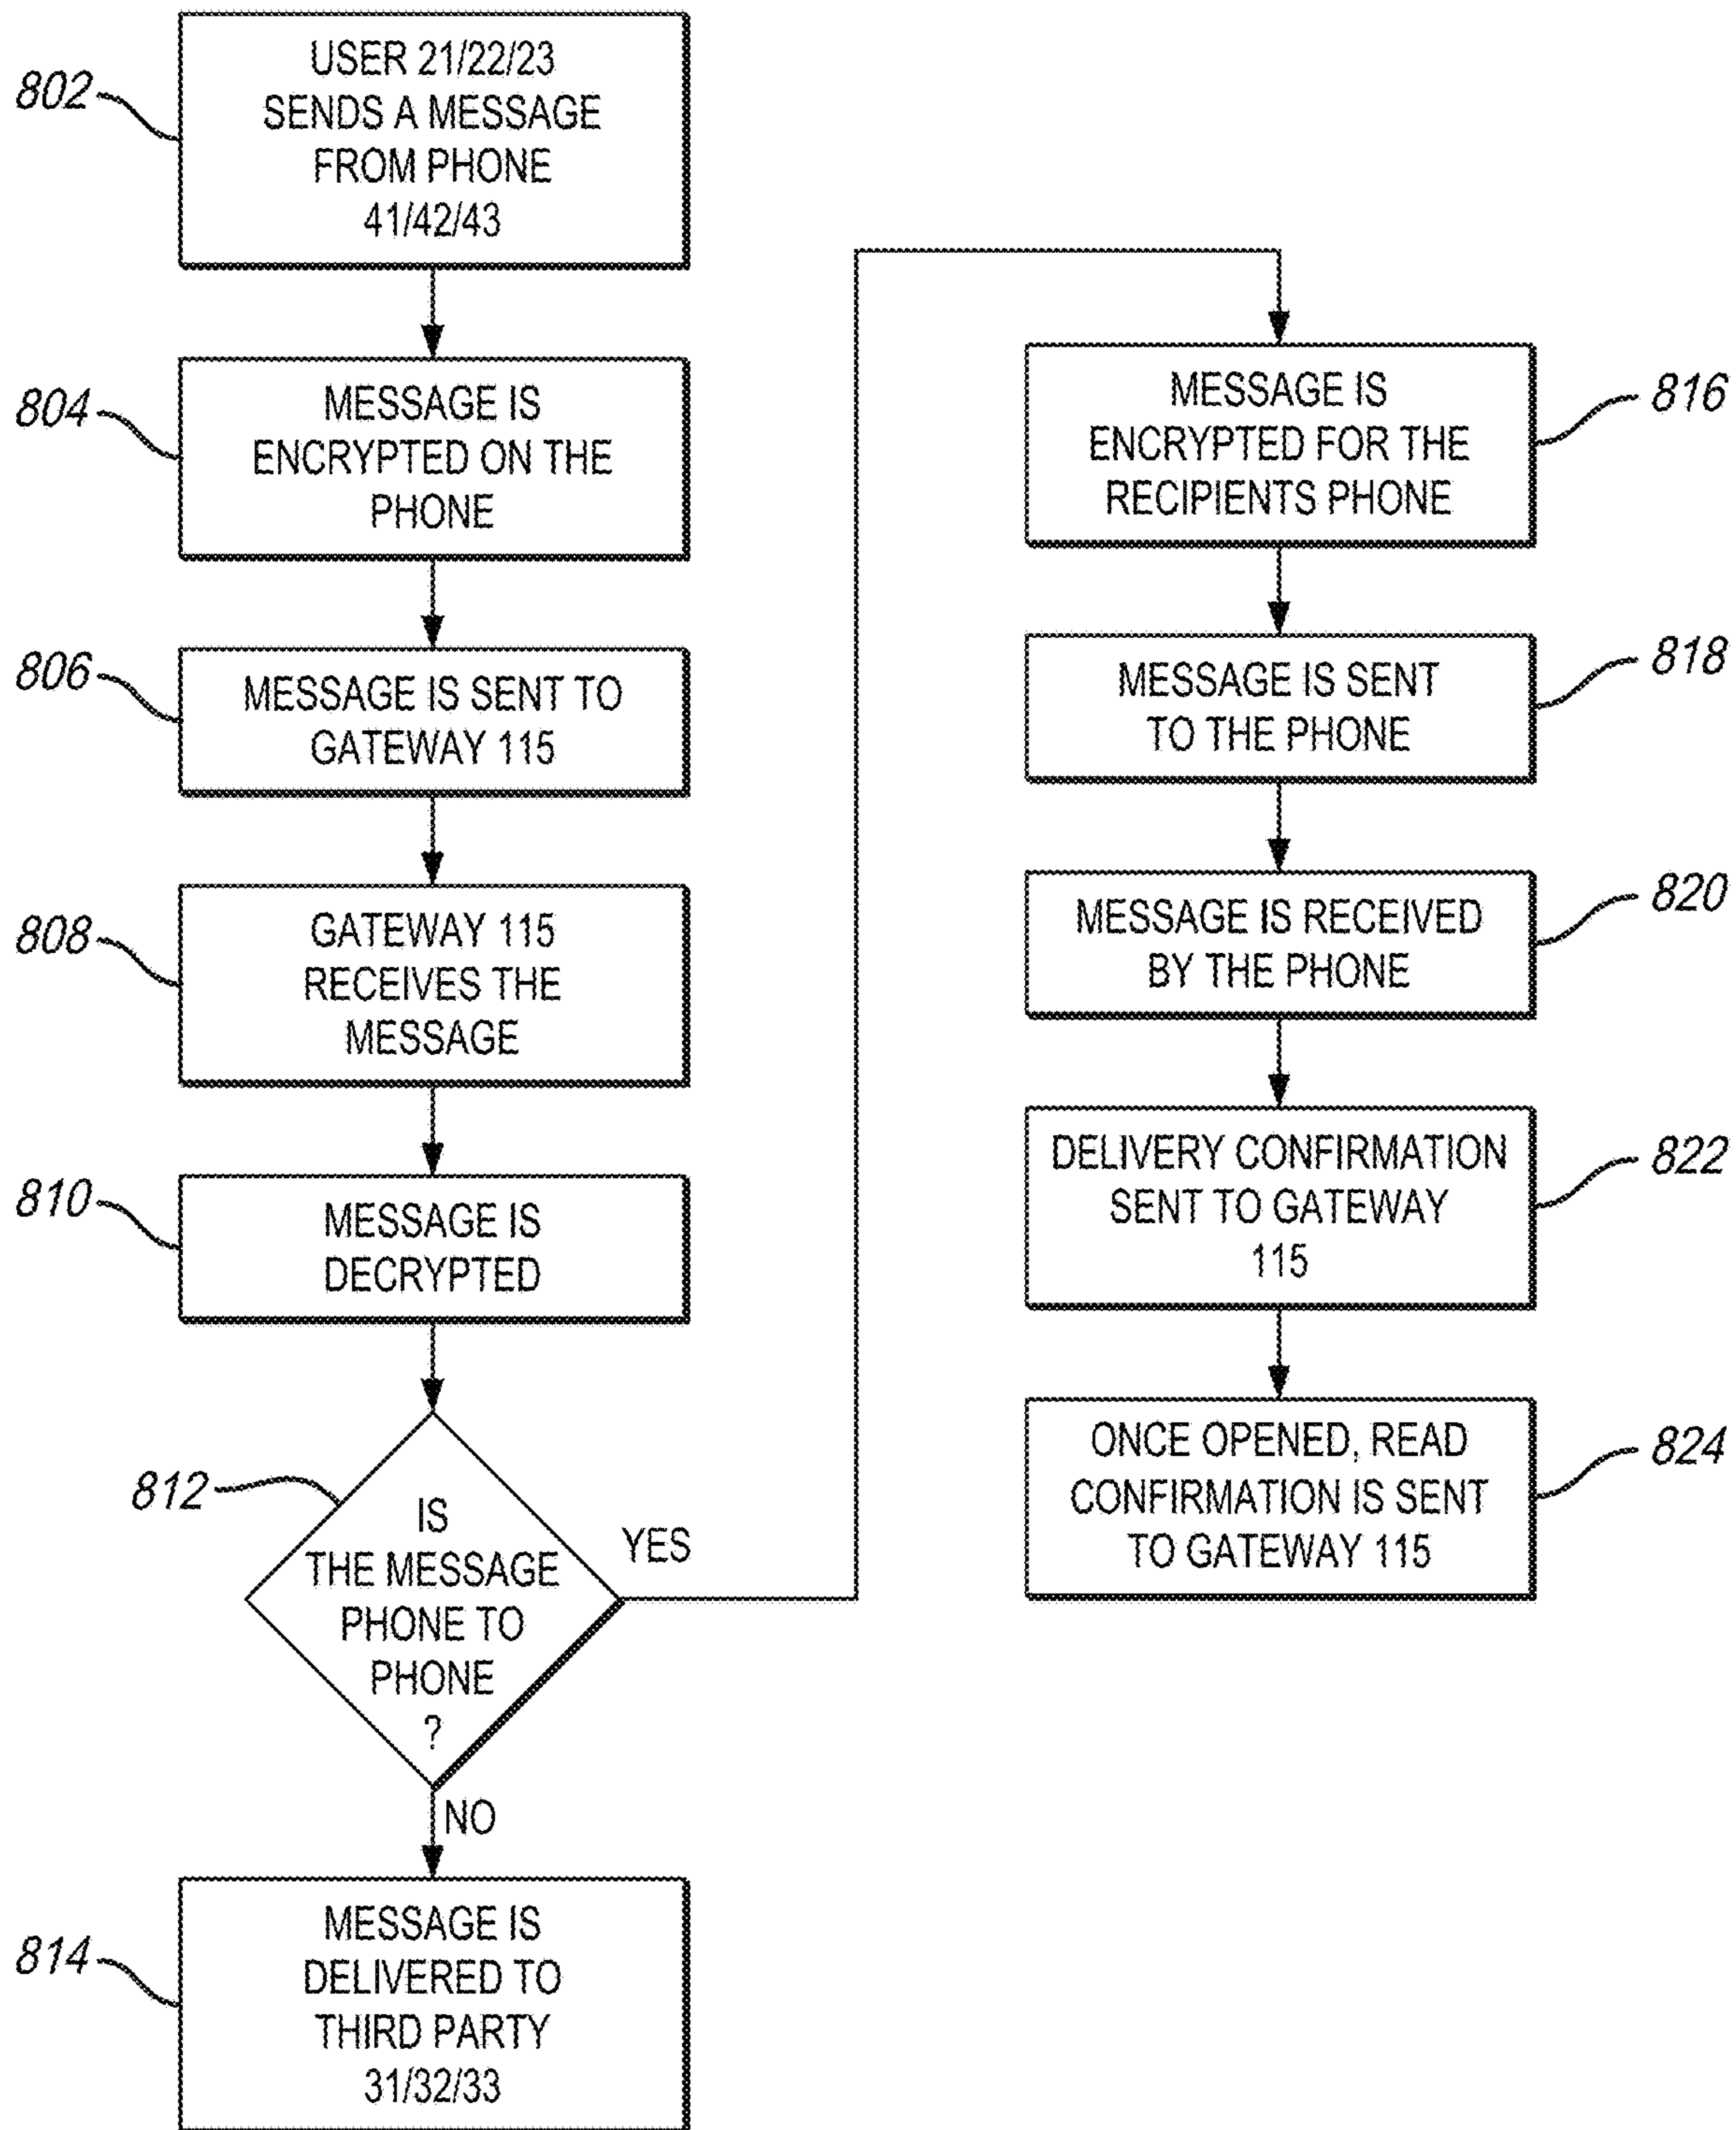 802
USER 21/22/23
SENDS A MESSAGE
FROM PHONE
41/42/43
804
MESSAGE IS
ENCRYPTED ON THE
PHONE
806
MESSAGE IS SENT TO
GATEWAY 115
808
GATEWAY 115
RECEIVES THE
MESSAGE
810
MESSAGE IS
DECRYPTED
812
IS
THE MESSAGE
PHONE TO
PHONE
?
YES
NO
814
MESSAGE IS
DELIVERED TO
THIRD PARTY
31/32/33
MESSAGE IS
ENCRYPTED FOR THE
RECIPIENTS PHONE
816
MESSAGE IS SENT
TO THE PHONE
818
MESSAGE IS RECEIVED
BY THE PHONE
820
DELIVERY CONFIRMATION
SENT TO GATEWAY
115
822
ONCE OPENED, READ
CONFIRMATION IS SENT
TO GATEWAY 115
824